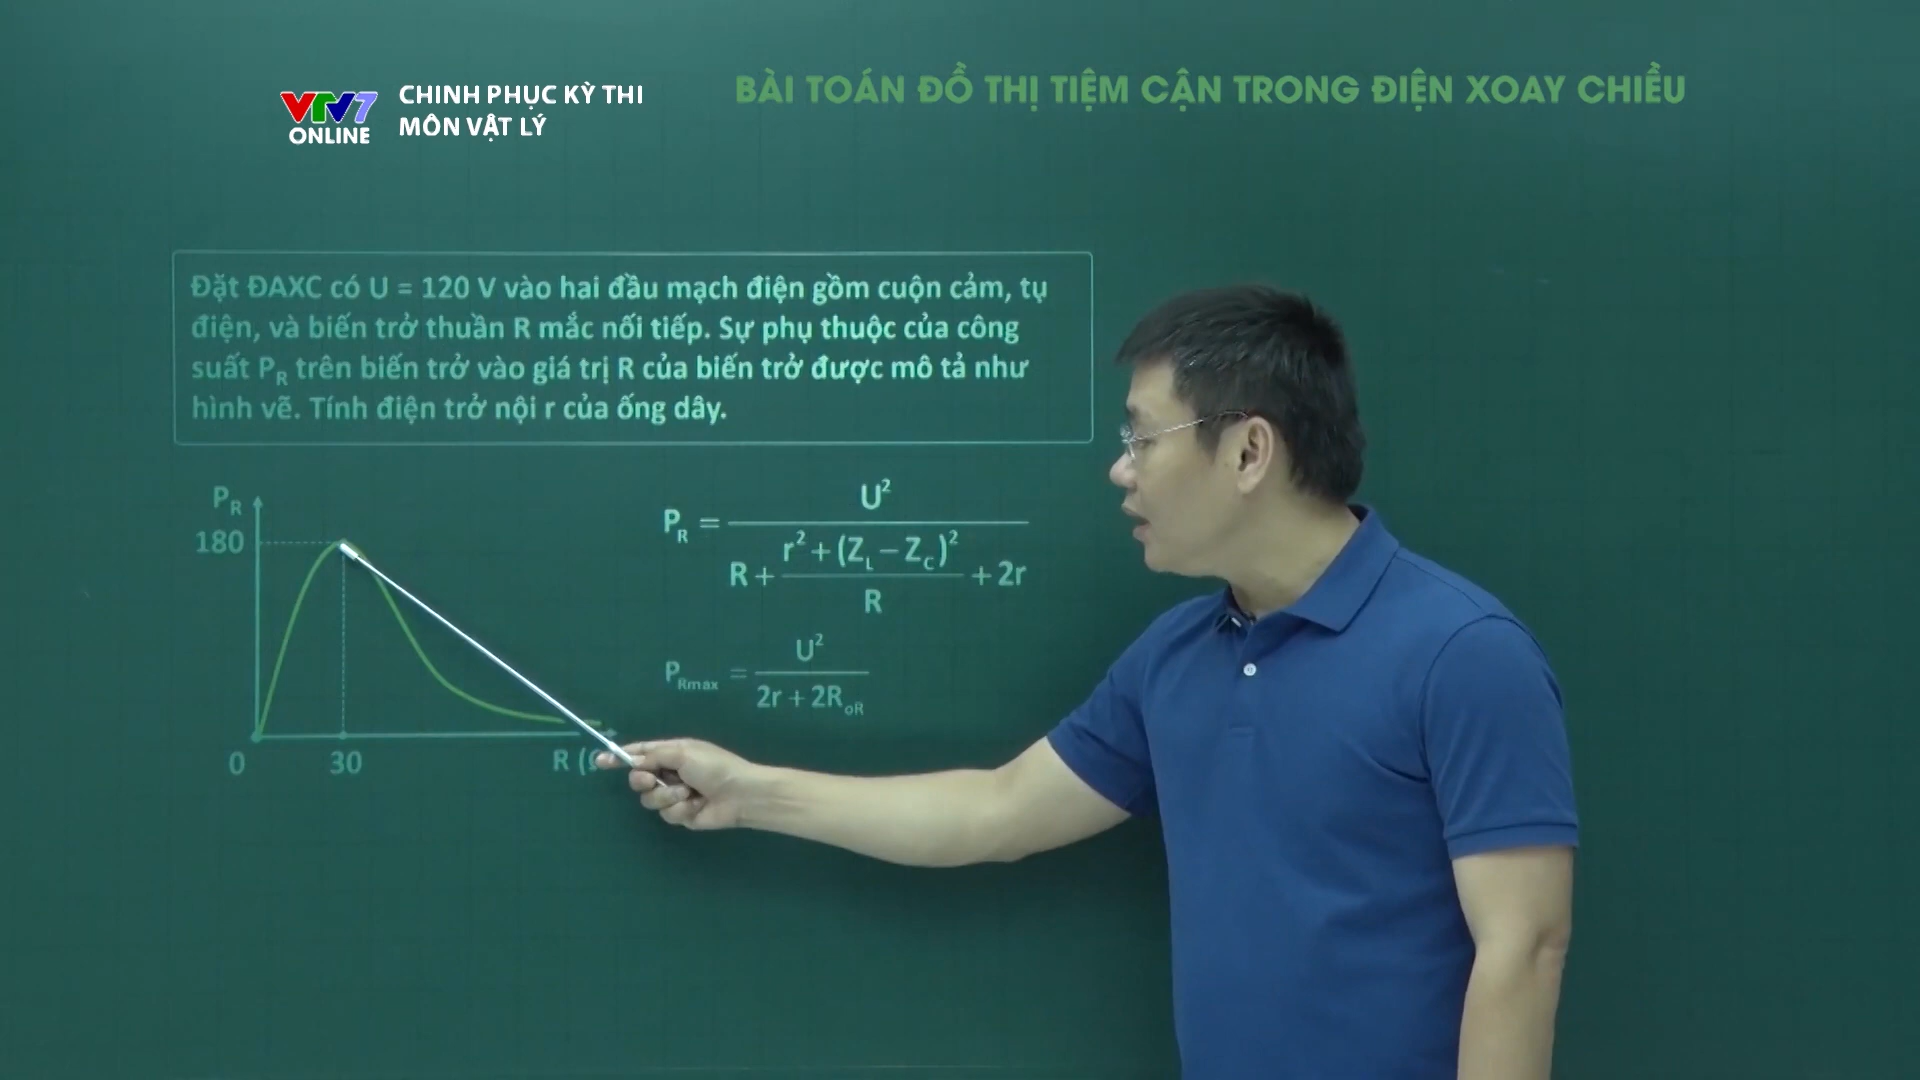 VTV7
ONLINE
CHINH PHỤC KỲ THI
MÔN VẬT LÝ
BÀI TOÁN ĐỒ THỊ TIỆM CẬN TRONG ĐIỆN XOAY CHIỀU
Đặt ĐAXC có U = 120 V vào hai đầu mạch điện gồm cuộn cảm, tụ
điện, và biến trở thuần R mắc nối tiếp. Sự phụ thuộc của công
suất P_R trên biến trở vào giá trị R của biến trở được mô tả như
hình vẽ. Tính điện trở nội r của ống dây.
P_R
180
0
30
R (
P_R = U² / (R + (r² + (Z_L – Z_C)²) / R + 2r)
P_Rmax = U² / (2r + 2R_oR)